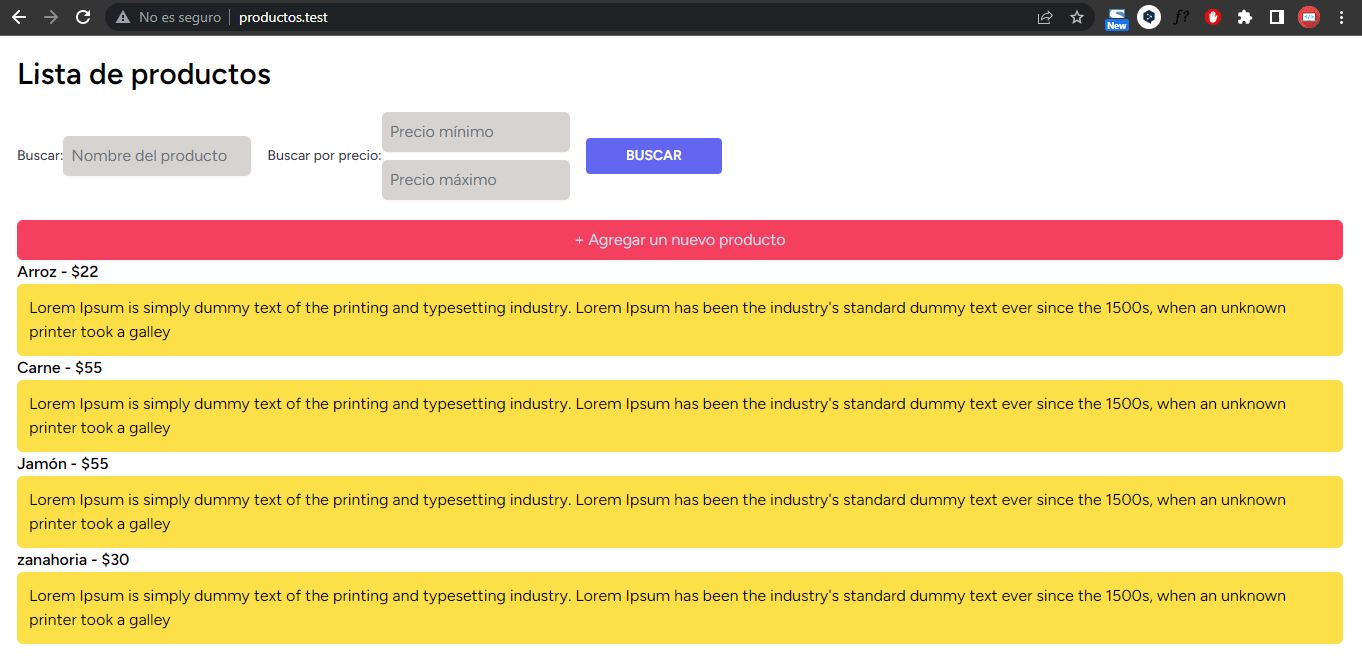 No es seguro productos.test
New
f?
Lista de productos
Buscar: Nombre del producto Buscar por precio: Precio mínimo
Precio máximo
BUSCAR
+ Agregar un nuevo producto
Arroz - $22
Lorem Ipsum is simply dummy text of the printing and typesetting industry. Lorem Ipsum has been the industry's standard dummy text ever since the 1500s, when an unknown
printer took a galley
Carne - $55
Lorem Ipsum is simply dummy text of the printing and typesetting industry. Lorem Ipsum has been the industry's standard dummy text ever since the 1500s, when an unknown
printer took a galley
Jamón - $55
Lorem Ipsum is simply dummy text of the printing and typesetting industry. Lorem Ipsum has been the industry's standard dummy text ever since the 1500s, when an unknown
printer took a galley
zanahoria - $30
Lorem Ipsum is simply dummy text of the printing and typesetting industry. Lorem Ipsum has been the industry's standard dummy text ever since the 1500s, when an unknown
printer took a galley